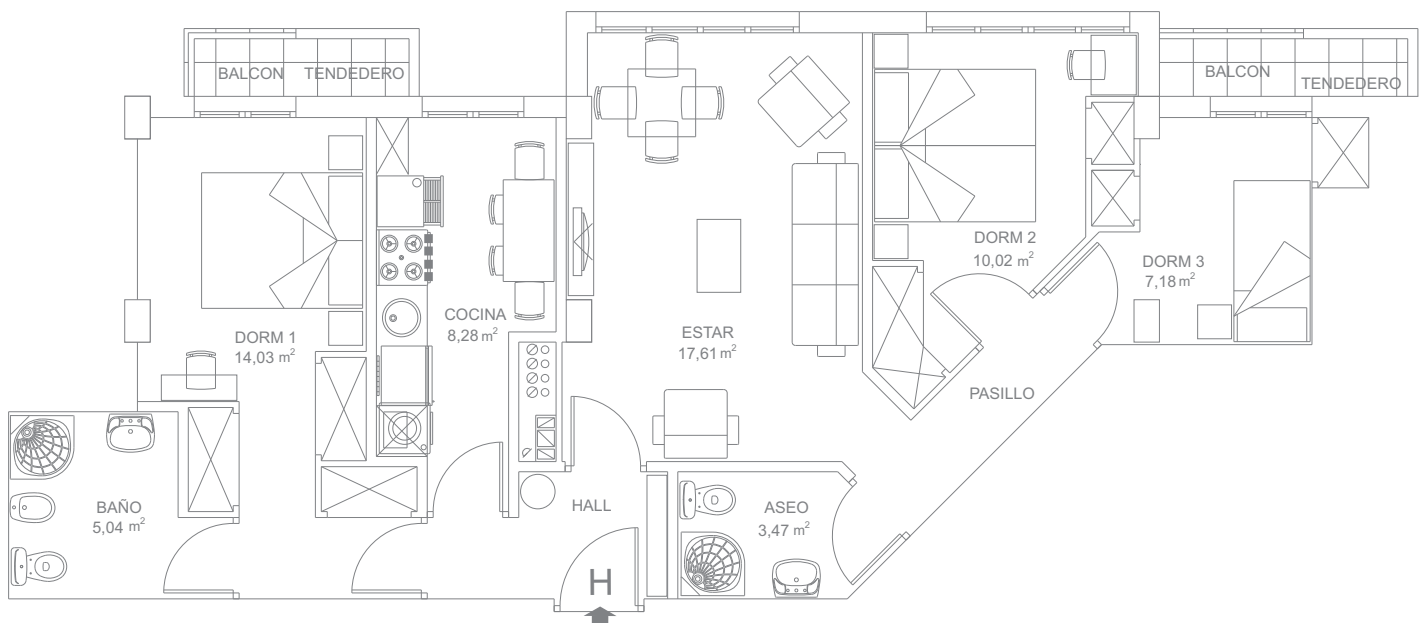 BALCON TENDEDERO
BALCON
TENDEDERO
DORM 2
10,02 m²
DORM 3
7,18 m²
COCINA
8,28 m²
DORM 1
14,03 m²
ESTAR
17,61 m²
PASILLO
BAÑO
5,04 m²
HALL
ASEO
3,47 m²
H